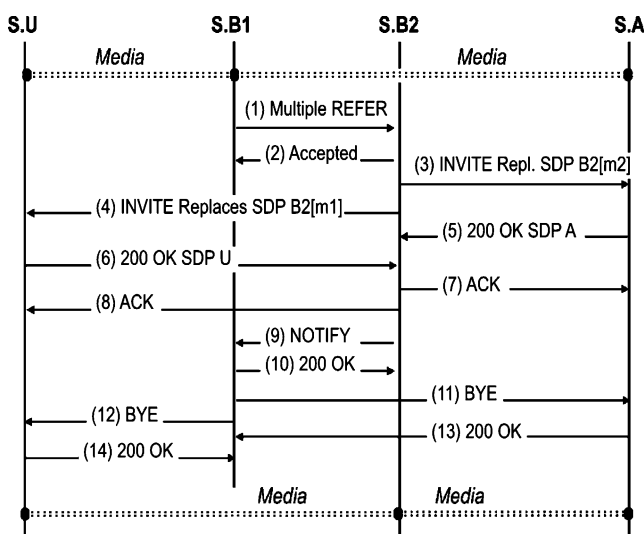 S.U S.B1 S.B2 S.A
Media Media
(1) Multiple REFER
(2) Accepted
(3) INVITE Repl. SDP B2[m2]
(4) INVITE Replaces SDP B2[m1]
(5) 200 OK SDP A
(6) 200 OK SDP U
(7) ACK
(8) ACK
(9) NOTIFY
(10) 200 OK
(11) BYE
(12) BYE
(13) 200 OK
(14) 200 OK
Media Media